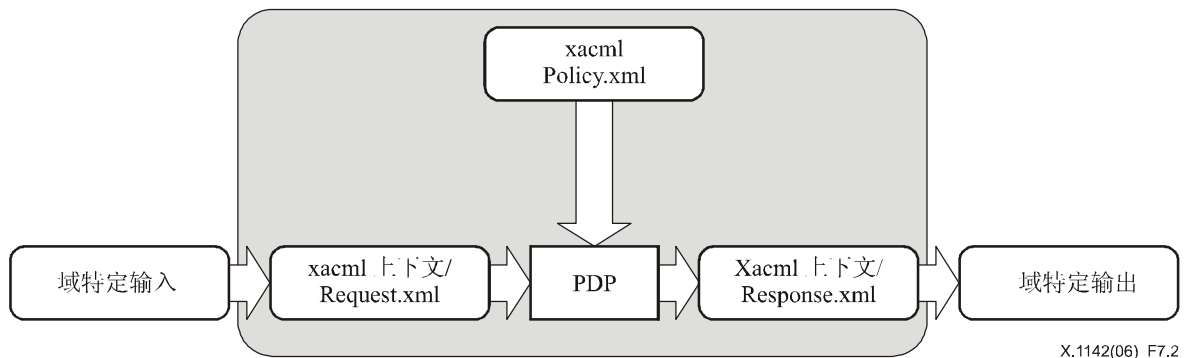 xacml
Policy.xml
域特定输入
xacml 上下文/
Request.xml
PDP
Xacml 上下文/
Response.xml
域特定输出
X.1142(06)_F7.2